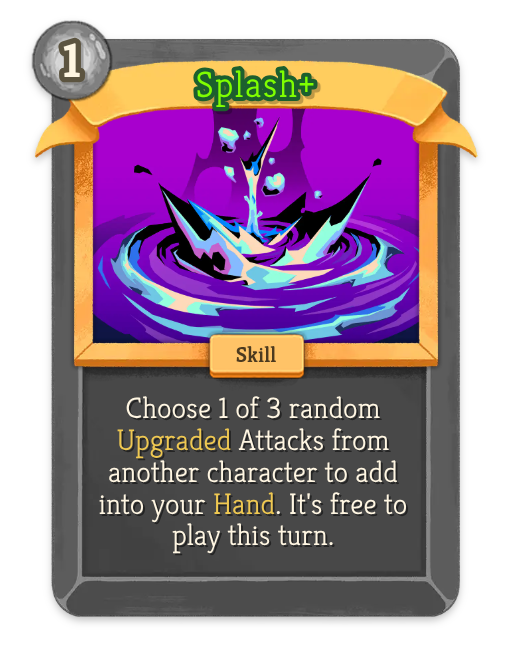 1
Splash+
Skill
Choose 1 of 3 random
Upgraded Attacks from
another character to add
into your Hand. It's free to
play this turn.